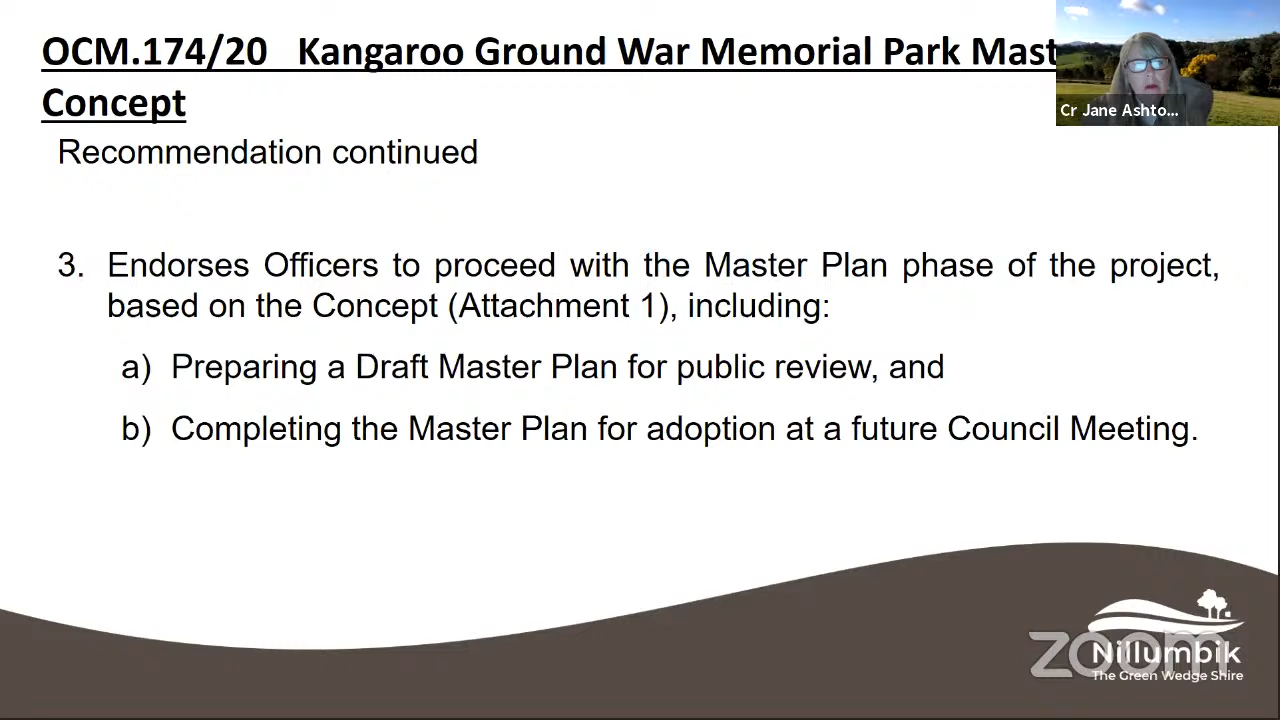 OCM.174/20 Kangaroo Ground War Memorial Park Mast
Concept
Cr Jane Ashto...
Recommendation continued
3. Endorses Officers to proceed with the Master Plan phase of the project,
based on the Concept (Attachment 1), including:
a) Preparing a Draft Master Plan for public review, and
b) Completing the Master Plan for adoption at a future Council Meeting.
zoom
Nillumbik
The Green Wedge Shire